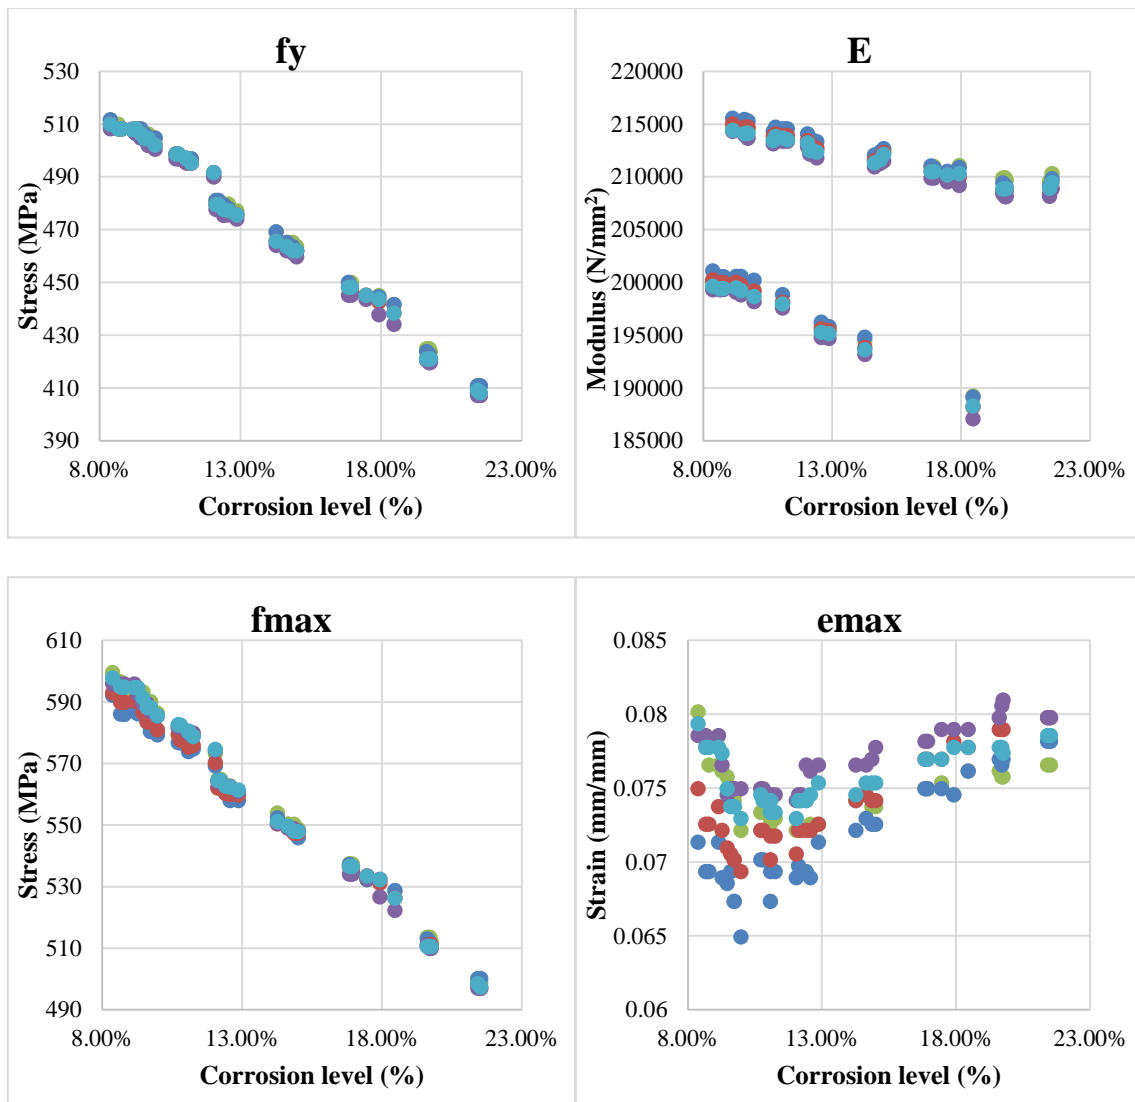 fy
530
510
490
470
450
430
410
390
8.00% 13.00% 18.00% 23.00%
Stress (MPa)
Corrosion level (%)
E
220000
215000
210000
205000
200000
195000
190000
185000
8.00% 13.00% 18.00% 23.00%
Modulus (N/mm²)
Corrosion level (%)
fmax
610
590
570
550
530
510
490
8.00% 13.00% 18.00% 23.00%
Stress (MPa)
Corrosion level (%)
emax
0.085
0.08
0.075
0.07
0.065
0.06
8.00% 13.00% 18.00% 23.00%
Strain (mm/mm)
Corrosion level (%)